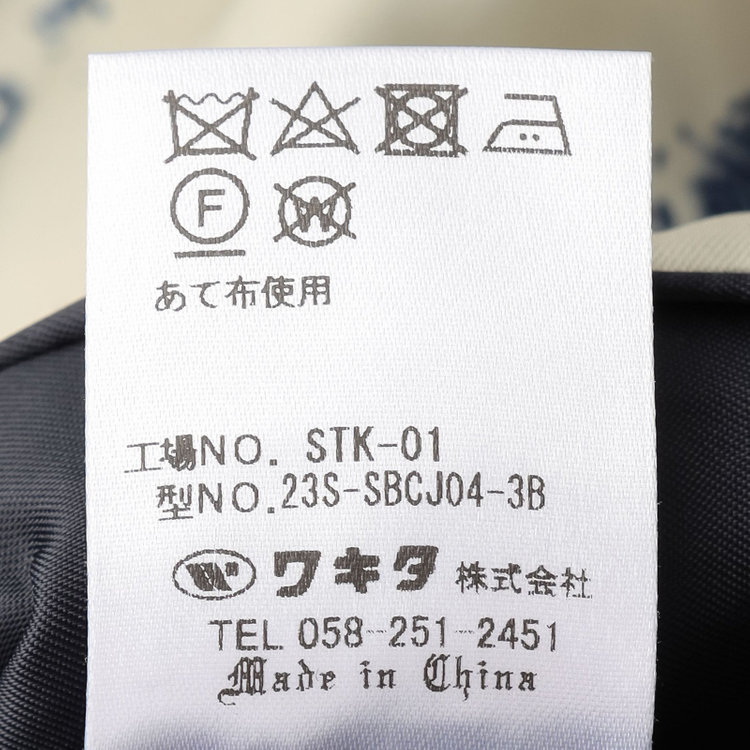 F W
あて布使用
工場NO. STK-01
型NO.23S-SBCJ04-3B
W ワキタ 株式会社
TEL 058-251-2451
Made in China